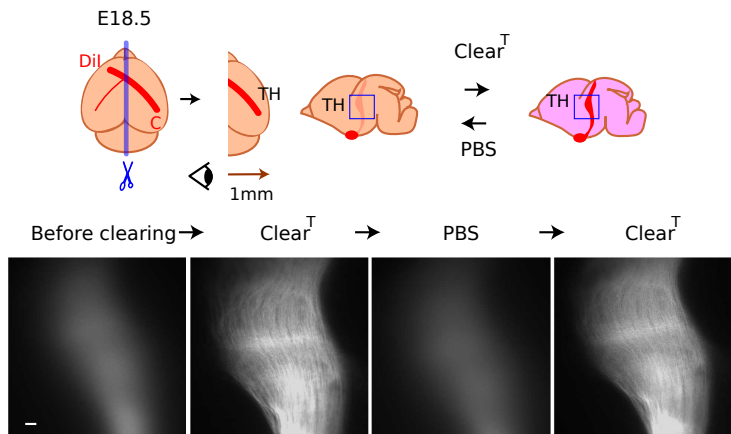 E18.5
DiI
C
TH
1mm
TH
Clear^T
PBS
TH
Before clearing
Clear^T
PBS
Clear^T